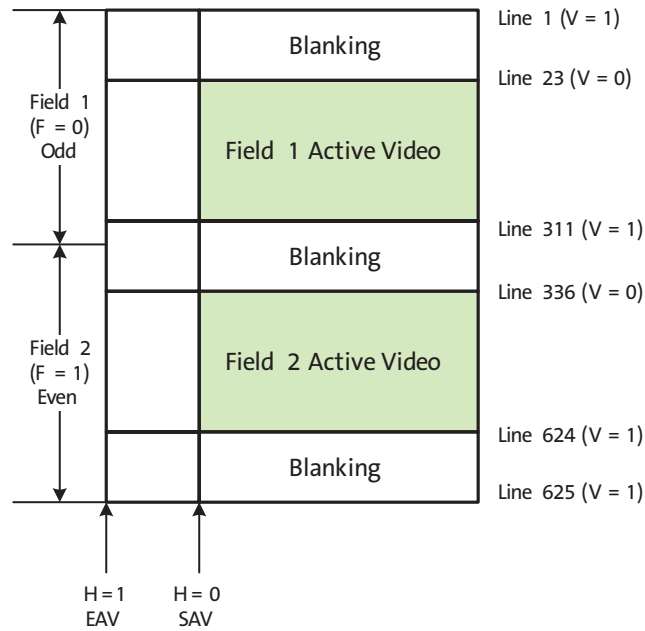 Line 1 (V = 1)
Blanking
Line 23 (V = 0)
Field 1
(F = 0)
Odd
Field 1 Active Video
Line 311 (V = 1)
Blanking
Line 336 (V = 0)
Field 2
(F = 1)
Even
Field 2 Active Video
Line 624 (V = 1)
Blanking
Line 625 (V = 1)
H = 1
EAV
H = 0
SAV